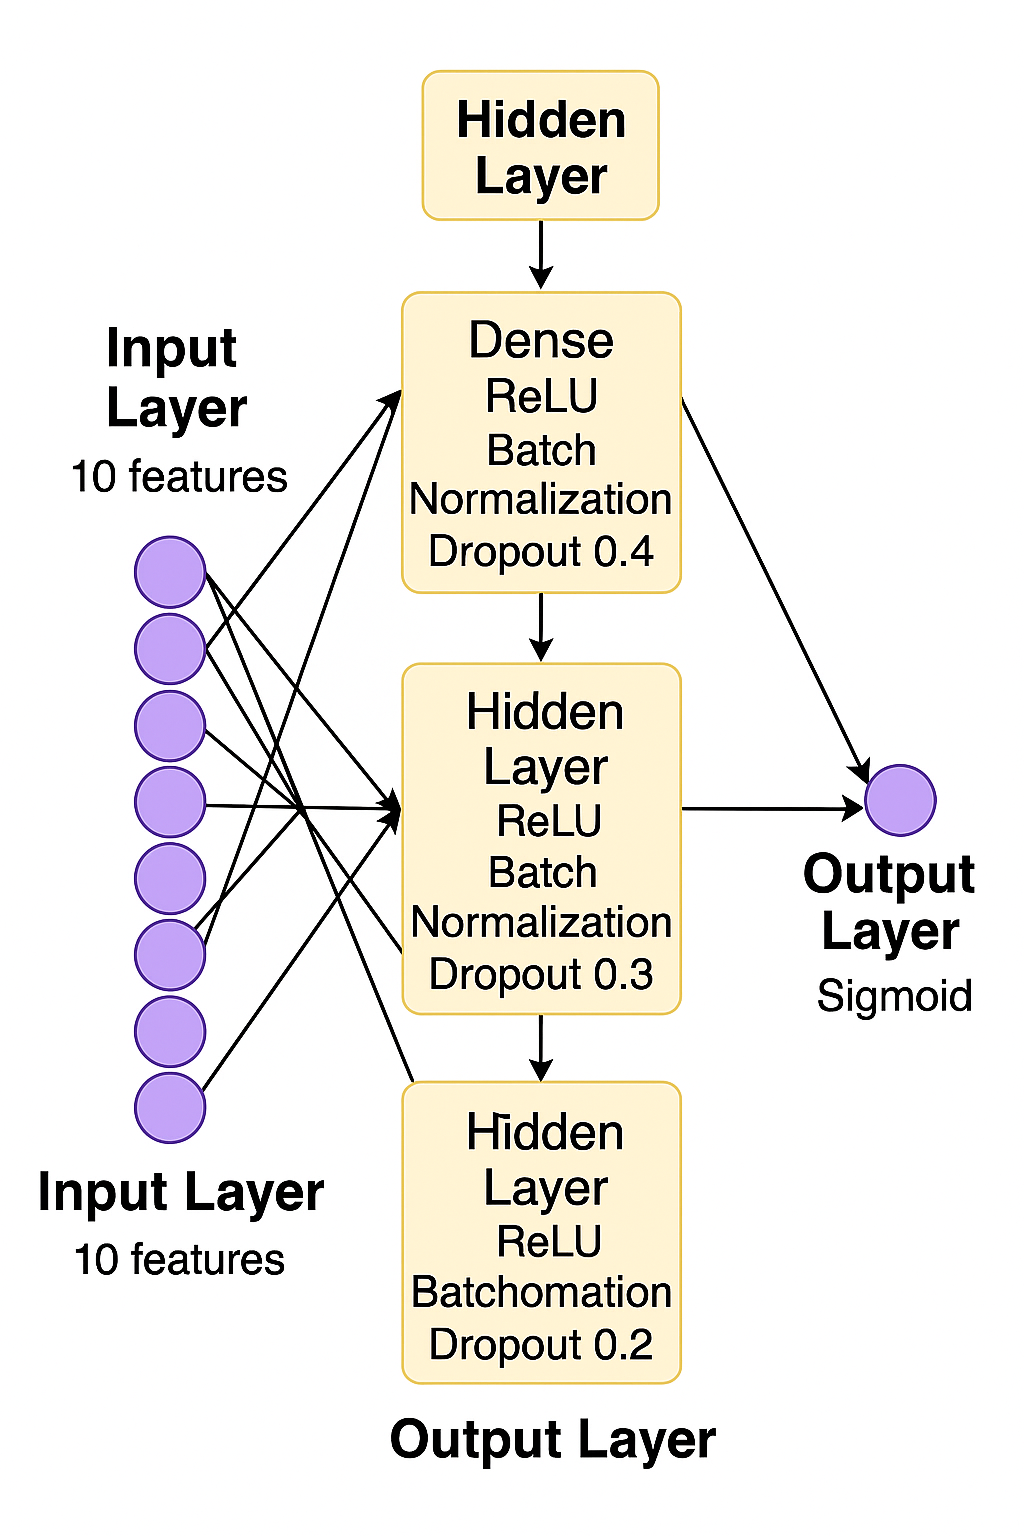 Hidden
Layer
Input
Layer
10 features
Dense
ReLU
Batch
Normalization
Dropout 0.4
Hidden
Layer
ReLU
Batch
Normalization
Dropout 0.3
Output
Layer
Sigmoid
Input Layer
10 features
Hidden
Layer
ReLU
Batchomation
Dropout 0.2
Output Layer